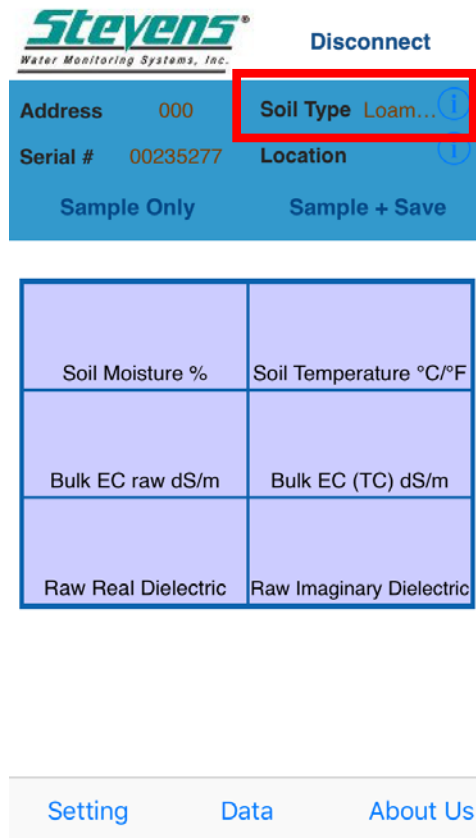 Stevens®
Water Monitoring Systems, Inc.
Disconnect
Address 000 Soil Type Loam...
Serial # 00235277 Location
Sample Only Sample + Save
Soil Moisture % Soil Temperature °C/°F
Bulk EC raw dS/m Bulk EC (TC) dS/m
Raw Real Dielectric Raw Imaginary Dielectric
Setting Data About Us